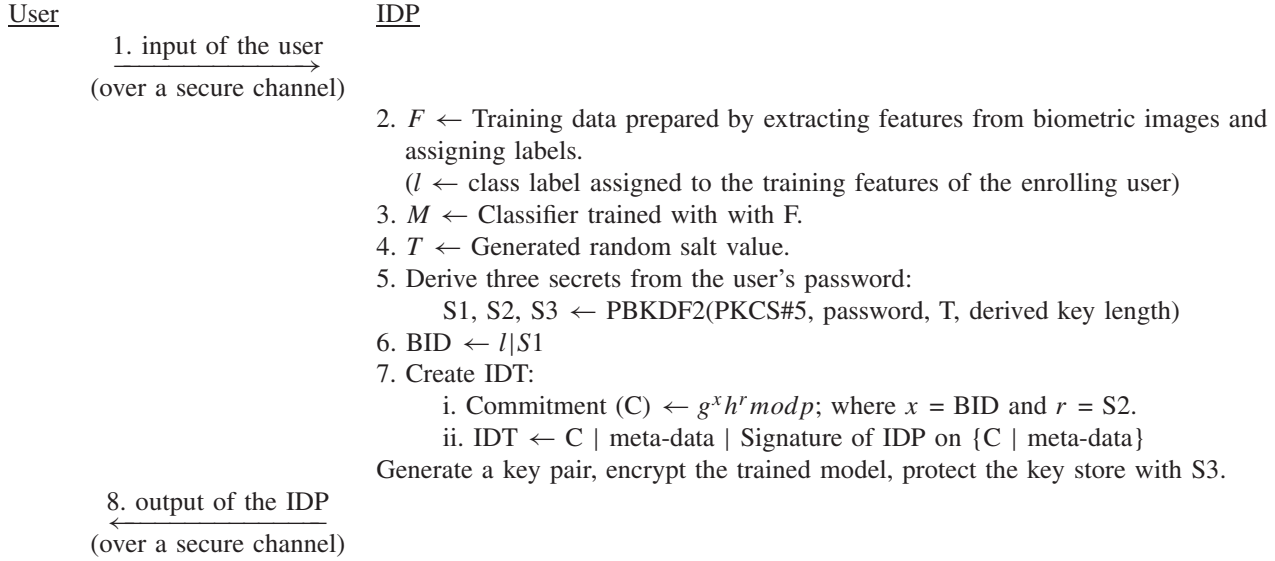 User IDP
1. input of the user
(over a secure channel)
2. F ← Training data prepared by extracting features from biometric images and
assigning labels.
(l ← class label assigned to the training features of the enrolling user)
3. M ← Classifier trained with with F.
4. T ← Generated random salt value.
5. Derive three secrets from the user's password:
S1, S2, S3 ← PBKDF2(PKCS#5, password, T, derived key length)
6. BID ← l|S1
7. Create IDT:
i. Commitment (C) ← g^x h^r mod p; where x = BID and r = S2.
ii. IDT ← C | meta-data | Signature of IDP on {C | meta-data}
Generate a key pair, encrypt the trained model, protect the key store with S3.
8. output of the IDP
(over a secure channel)